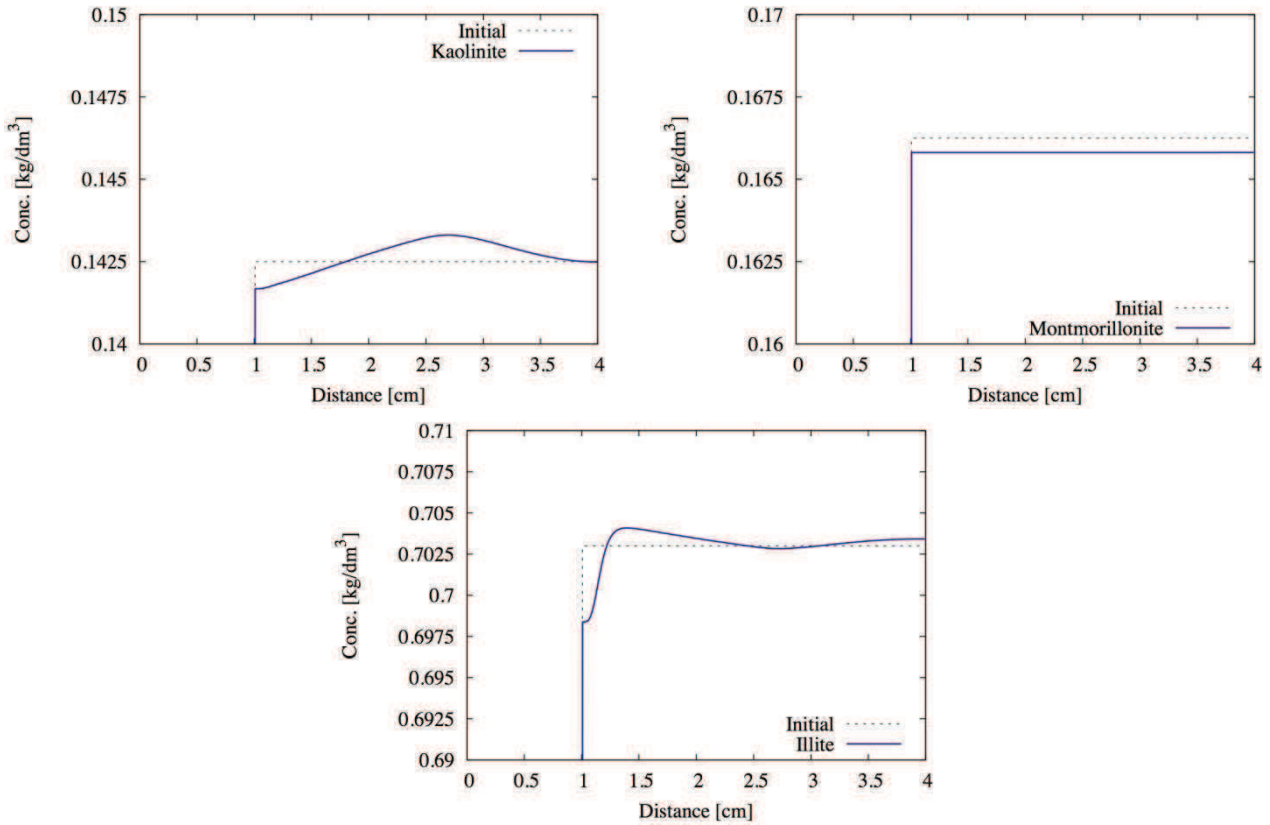 0.15
0.1475
0.145
0.1425
0.14
Conc. [kg/dm³]
Initial
Kaolinite
0 0.5 1 1.5 2 2.5 3 3.5 4
Distance [cm]
0.17
0.1675
0.165
0.1625
0.16
Conc. [kg/dm³]
Initial
Montmorillonite
0 0.5 1 1.5 2 2.5 3 3.5 4
Distance [cm]
0.71
0.7075
0.705
0.7025
0.7
0.6975
0.695
0.6925
0.69
Conc. [kg/dm³]
Initial
Illite
0 0.5 1 1.5 2 2.5 3 3.5 4
Distance [cm]